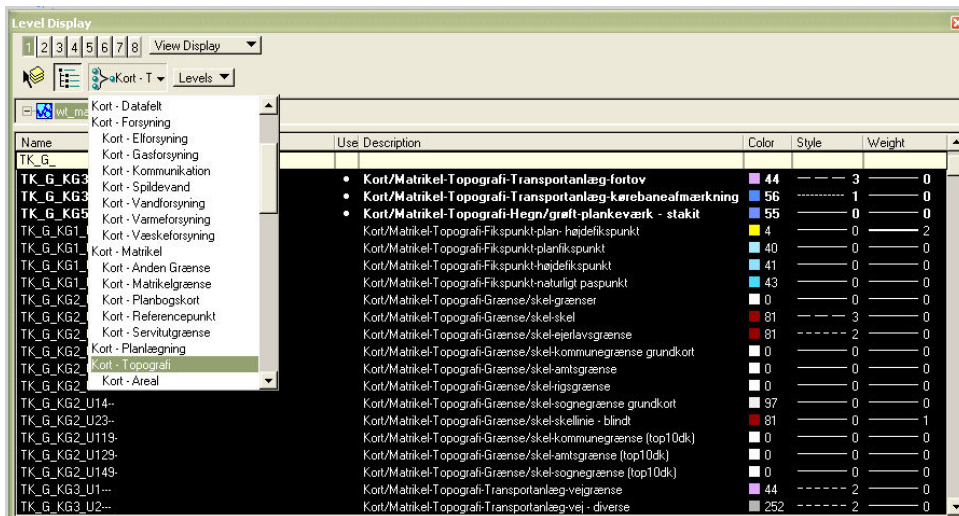 Level Display
1 2 3 4 5 6 7 8 View Display
Kort - T Levels
wt_ma
Kort - Datafelt
Kort - Forsyning
Kort - Elforsyning
Kort - Gasforsyning
Kort - Kommunikation
Kort - Spildevand
Kort - Vandforsyning
Kort - Varmeforsyning
Kort - Væskeforsyning
Kort - Matrikel
Kort - Anden Grænse
Kort - Matrikelgrænse
Kort - Planbogskort
Kort - Referencepunkt
Kort - Servitutgrænse
Kort - Planlægning
Kort - Topografi
Kort - Areal
Name Use Description Color Style Weight
TK_G_
TK_G_KG3 Kort/Matrikel-Topografi-Transportanlæg-fortov 44 3 0
TK_G_KG3 Kort/Matrikel-Topografi-Transportanlæg-kørebaneafmærkning 56 1 0
TK_G_KG5 Kort/Matrikel-Topografi-Hegn/grøft-plankeværk - stakit 55 0 0
TK_G_KG1_ Kort/Matrikel-Topografi-Fikspunkt-plan- højdefikspunkt 4 0 2
TK_G_KG1_ Kort/Matrikel-Topografi-Fikspunkt-planfikspunkt 40 0 0
TK_G_KG1_ Kort/Matrikel-Topografi-Fikspunkt-højdefikspunkt 41 0 0
TK_G_KG1_ Kort/Matrikel-Topografi-Fikspunkt-naturligt paspunkt 43 0 0
TK_G_KG2_ Kort/Matrikel-Topografi-Grænse/skel-grænser 0 0 0
TK_G_KG2_ Kort/Matrikel-Topografi-Grænse/skel-skel 81 3 0
TK_G_KG2_ Kort/Matrikel-Topografi-Grænse/skel-ejerlavsgrænse 81 2 0
TK_G_KG2_ Kort/Matrikel-Topografi-Grænse/skel-kommunegrænse grundkort 0 0 0
TK_G_KG2_ Kort/Matrikel-Topografi-Grænse/skel-amtsgrænse 0 0 0
TK_G_KG2_ Kort/Matrikel-Topografi-Grænse/skel-rigsgrænse 0 0 0
TK_G_KG2_U14-- Kort/Matrikel-Topografi-Grænse/skel-sognegrænse grundkort 97 0 0
TK_G_KG2_U23-- Kort/Matrikel-Topografi-Grænse/skel-skellinie - blindt 81 0 1
TK_G_KG2_U119- Kort/Matrikel-Topografi-Grænse/skel-kommunegrænse (top10dk) 0 0 0
TK_G_KG2_U129- Kort/Matrikel-Topografi-Grænse/skel-amtsgrænse (top10dk) 0 0 0
TK_G_KG2_U149- Kort/Matrikel-Topografi-Grænse/skel-sognegrænse (top10dk) 0 0 0
TK_G_KG3_U1--- Kort/Matrikel-Topografi-Transportanlæg-vejgrænse 44 2 0
TK_G_KG3_U2--- Kort/Matrikel-Topografi-Transportanlæg-vej - diverse 252 2 0